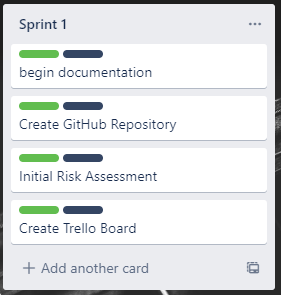 Sprint 1
begin documentation
Create GitHub Repository
Initial Risk Assessment
Create Trello Board
Add another card